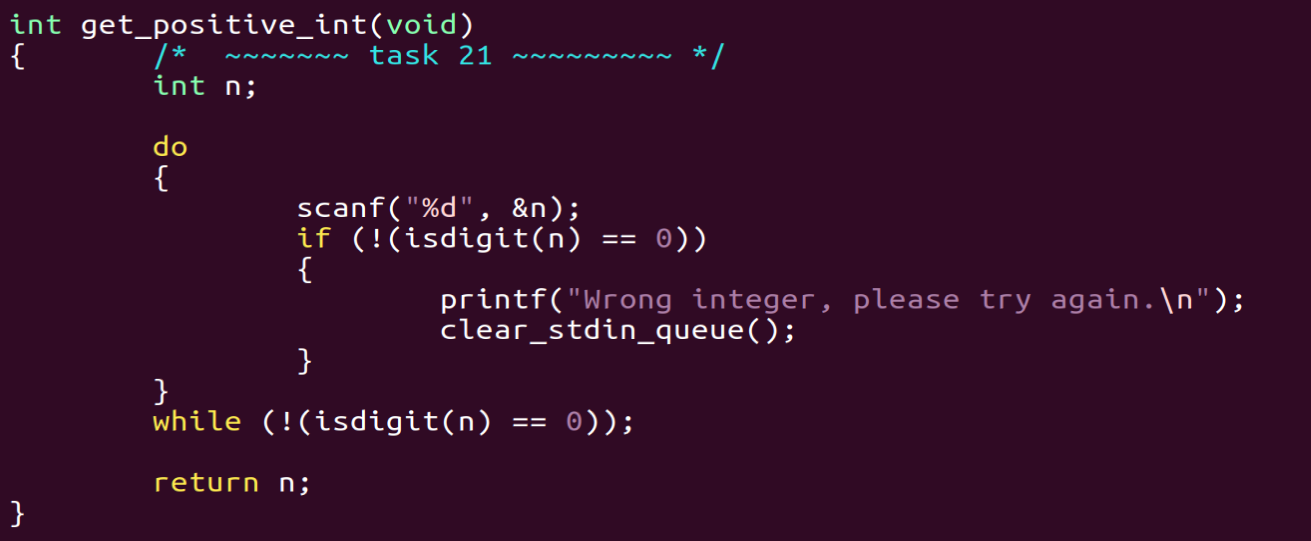 int get_positive_int(void)
{       /*  ~~~~~~~ task 21 ~~~~~~~~~ */
        int n;

        do
        {
                scanf("%d", &n);
                if (!(isdigit(n) == 0))
                {
                        printf("Wrong integer, please try again.\n");
                        clear_stdin_queue();
                }
        }
        while (!(isdigit(n) == 0));

        return n;
}